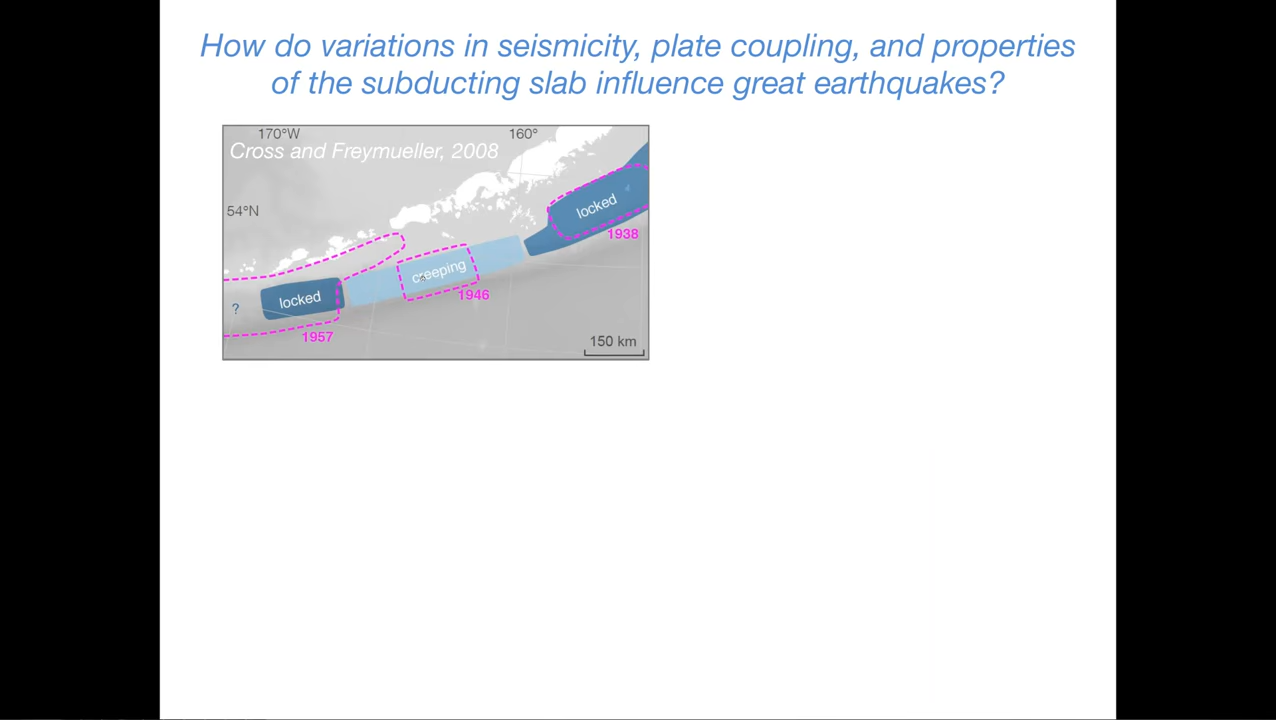 How do variations in seismicity, plate coupling, and properties
of the subducting slab influence great earthquakes?
170°W
160°
Cross and Freymueller, 2008
54°N
locked
1938
creeping
1946
locked
?
1957
150 km